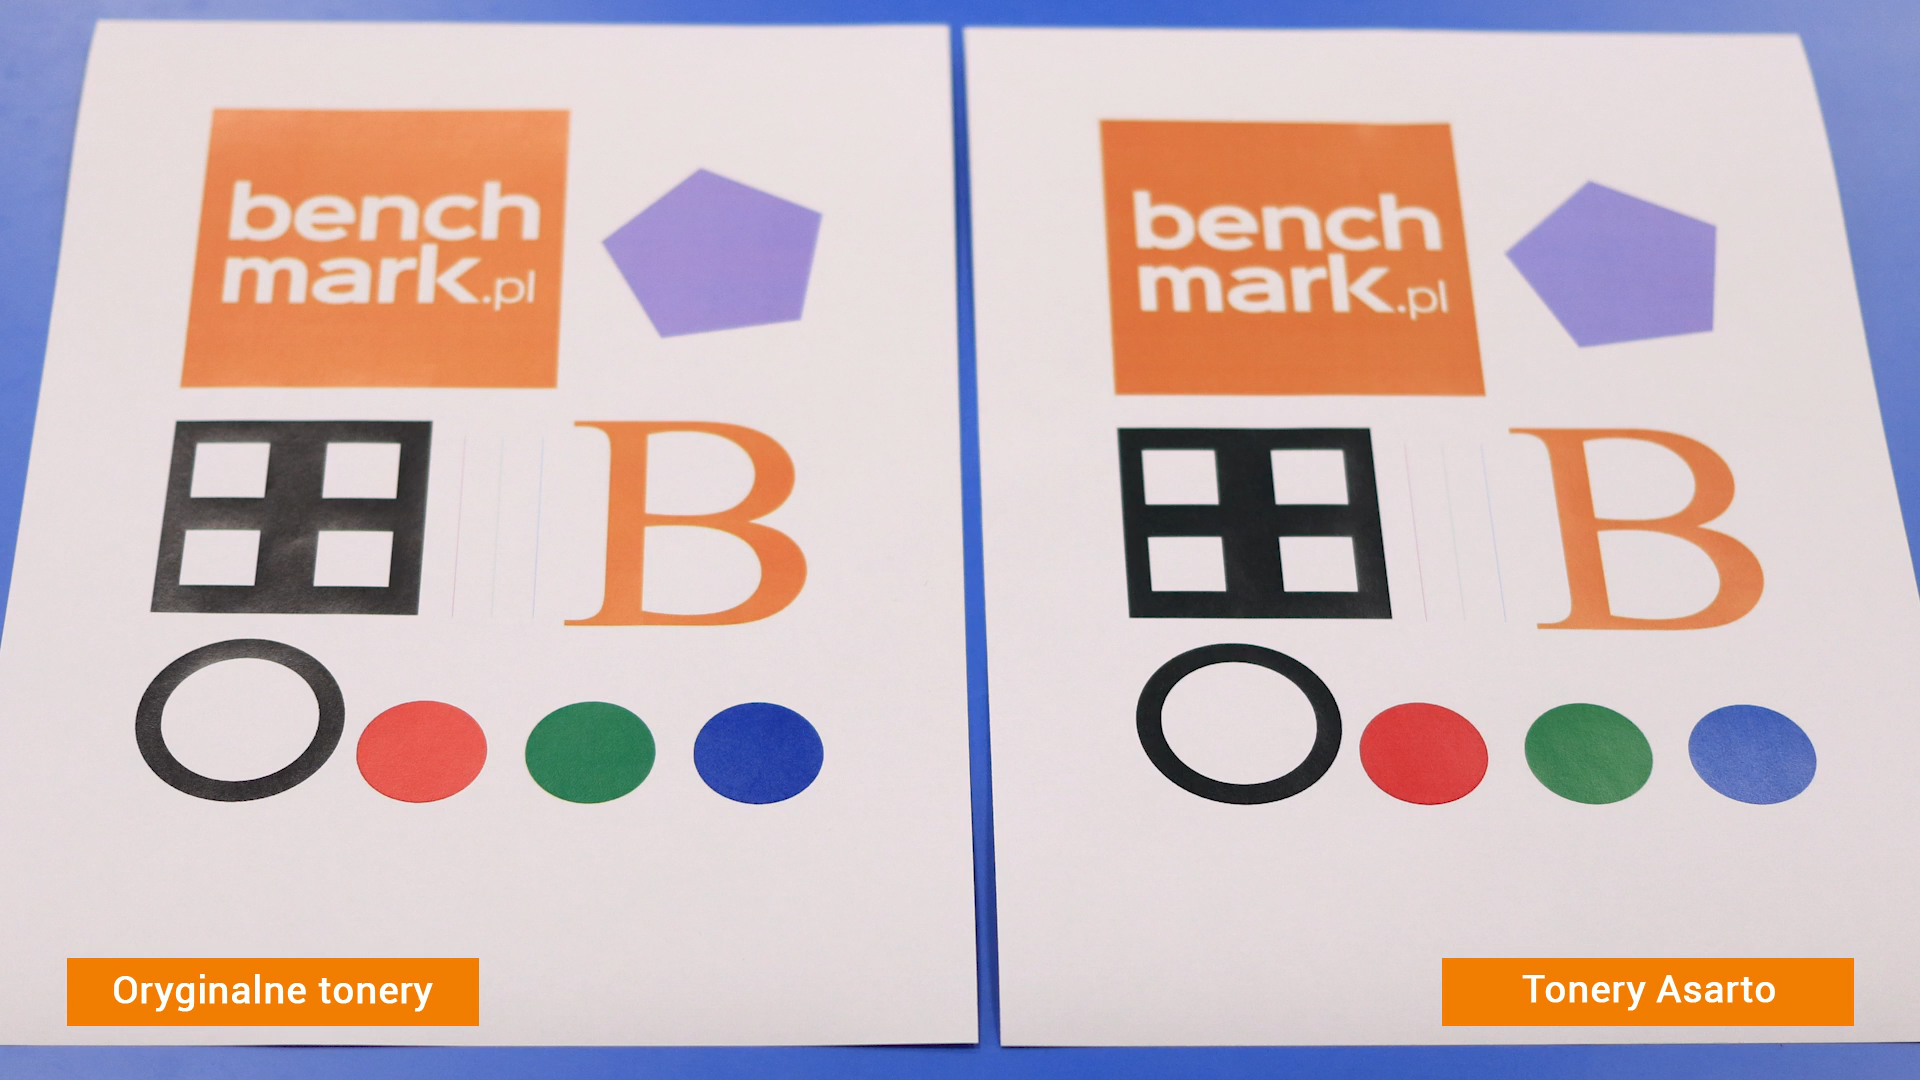 bench
mark.pl
B
bench
mark.pl
B
Oryginalne tonery
Tonery Asarto